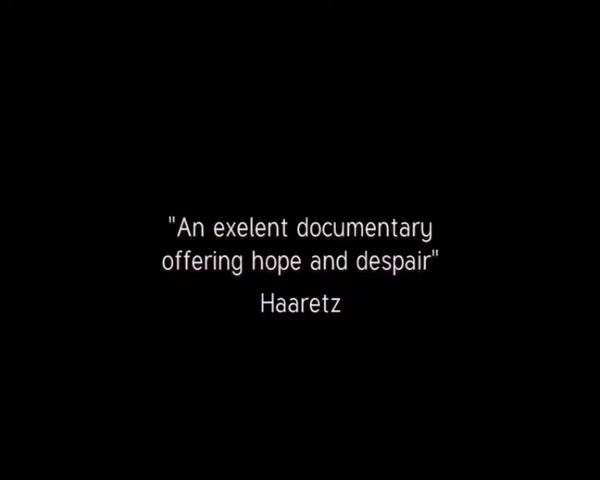 "An exelent documentary
offering hope and despair"
Haaretz